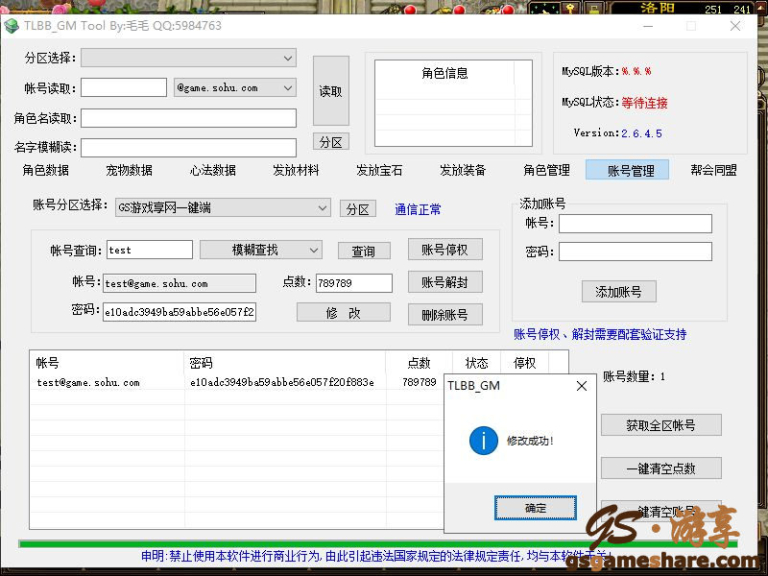 洛阳 251 241
TLBB_GM Tool By:毛毛 QQ:5984763
分区选择:
帐号读取: @game.sohu.com
读取
角色名读取:
名字模糊读:
分区
角色信息
MySQL版本:%.%.%
MySQL状态:等待连接
Version:2.6.4.5
角色数据 宠物数据 心法数据 发放材料 发放宝石 发放装备 角色管理 账号管理 帮会同盟
账号分区选择: GS游戏享网一键端 分区 通信正常
帐号查询: test 模糊查找 查询 账号停权
帐号: test@game.sohu.com 点数: 789789 账号解封
密码: e10adc3949ba59abbe56e057f2 修 改 删除账号
添加账号
帐号:
密码:
添加账号
账号停权、解封需要配套验证支持
帐号 密码 点数 状态 停权
test@game.sohu.com e10adc3949ba59abbe56e057f20f883e 789789
账号数量: 1
获取全区帐号
一键清空点数
键清空账号
TLBB_GM
修改成功!
确定
申明:禁止使用本软件进行商业行为,由此引起违法国家规定的法律规定责任,均与本软件无关!
GS·游享
gsgameshare.com